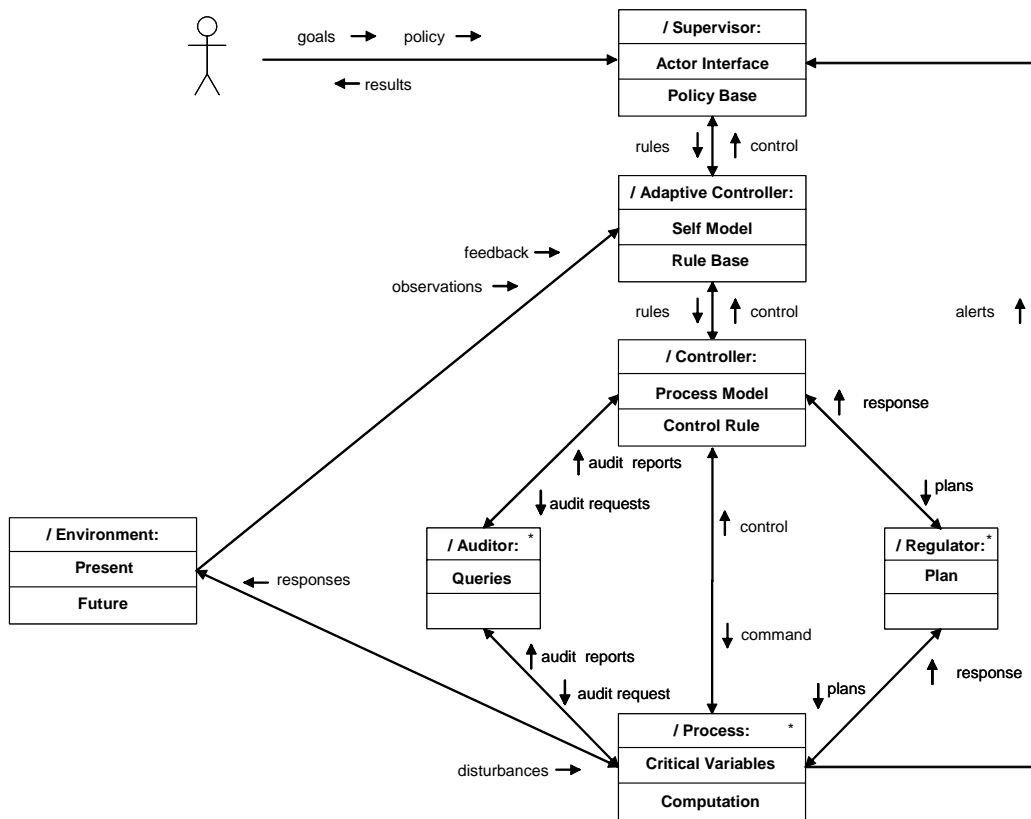 goals policy
results
/ Supervisor:
Actor Interface
Policy Base
rules control
/ Adaptive Controller:
Self Model
Rule Base
feedback
observations
rules control
alerts
/ Controller:
Process Model
Control Rule
response
audit reports
plans
audit requests
control
/ Environment:
Present
Future
/ Auditor: *
Queries
/ Regulator: *
Plan
responses
command
audit reports
response
audit request
plans
/ Process: *
Critical Variables
Computation
disturbances